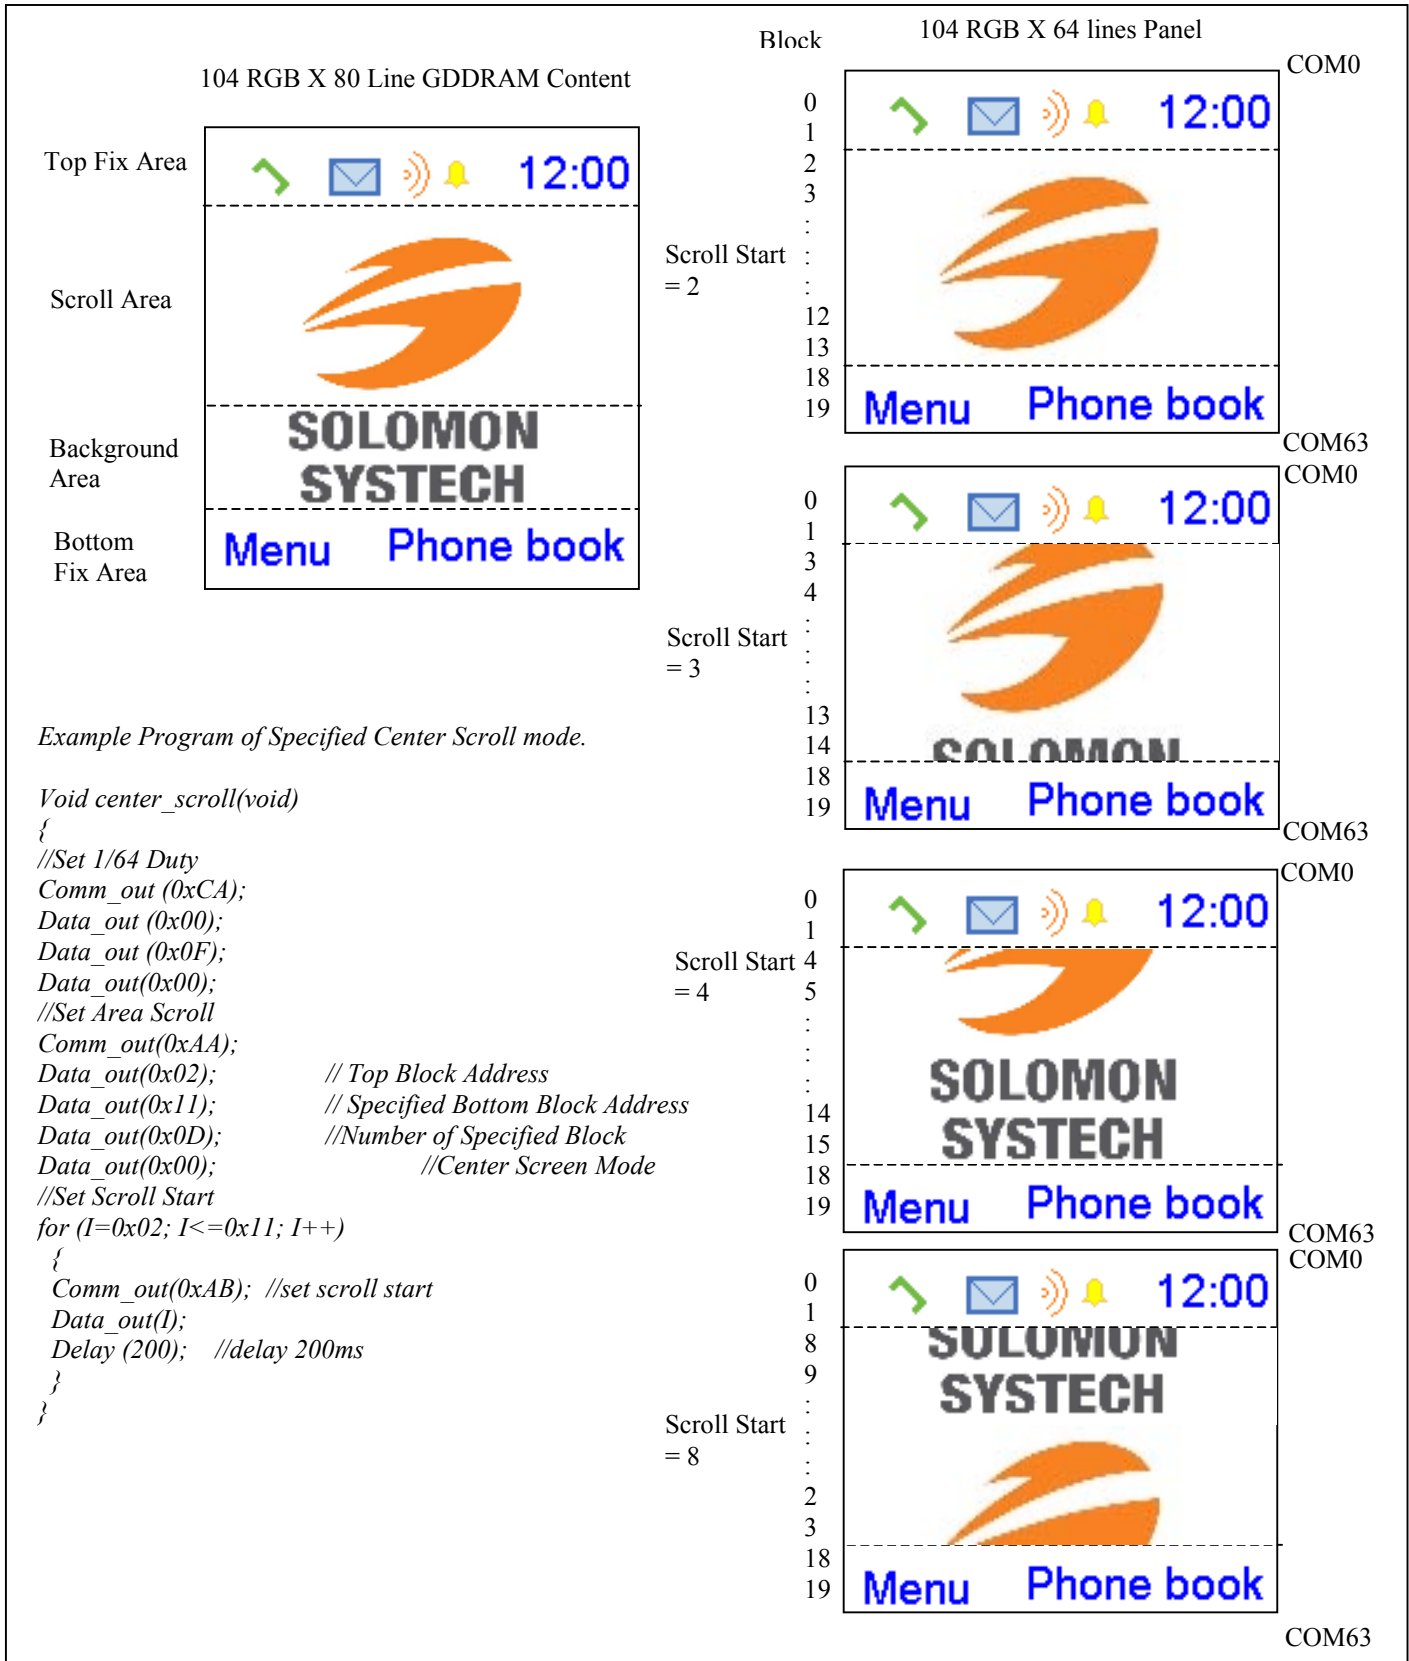 104 RGB X 80 Line GDDRAM Content
Top Fix Area
Scroll Area
Background
Area
Bottom
Fix Area
12:00
SOLOMON
SYSTECH
Menu Phone book
Block
104 RGB X 64 lines Panel
COM0
0
1
2
3
:
:
:
12
13
18
19
Scroll Start
= 2
12:00
Menu Phone book
COM63
COM0
0
1
3
4
:
:
:
13
14
18
19
Scroll Start
= 3
12:00
SOLOMON
Menu Phone book
COM63
COM0
0
1
4
5
:
:
:
14
15
18
19
Scroll Start
= 4
12:00
SOLOMON
SYSTECH
Menu Phone book
COM63
COM0
0
1
8
9
:
:
:
2
3
18
19
Scroll Start
= 8
12:00
SOLOMON
SYSTECH
Menu Phone book
COM63
Example Program of Specified Center Scroll mode.
Void center_scroll(void)
{
//Set 1/64 Duty
Comm_out (0xCA);
Data_out (0x00);
Data_out (0x0F);
Data_out(0x00);
//Set Area Scroll
Comm_out(0xAA);
Data_out(0x02); // Top Block Address
Data_out(0x11); // Specified Bottom Block Address
Data_out(0x0D); //Number of Specified Block
Data_out(0x00); //Center Screen Mode
//Set Scroll Start
for (I=0x02; I<=0x11; I++)
{
Comm_out(0xAB); //set scroll start
Data_out(I);
Delay (200); //delay 200ms
}
}